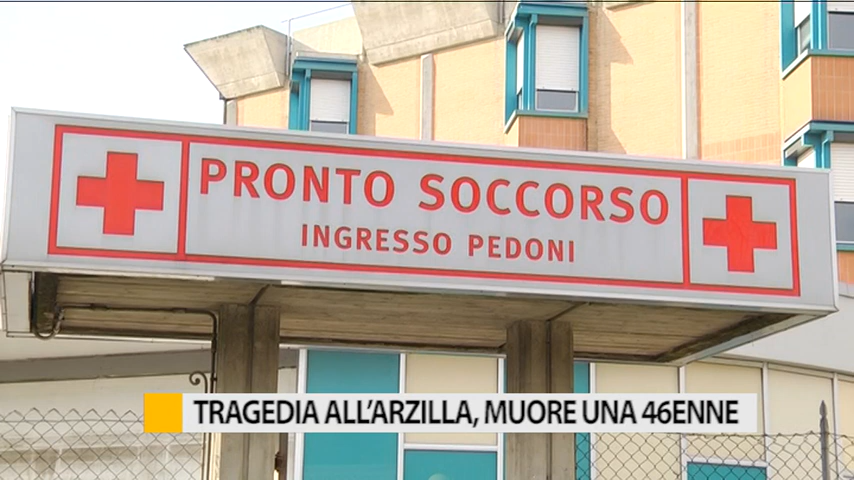 PRONTO SOCCORSO
INGRESSO PEDONI
TRAGEDIA ALL'ARZILLA, MUORE UNA 46ENNE